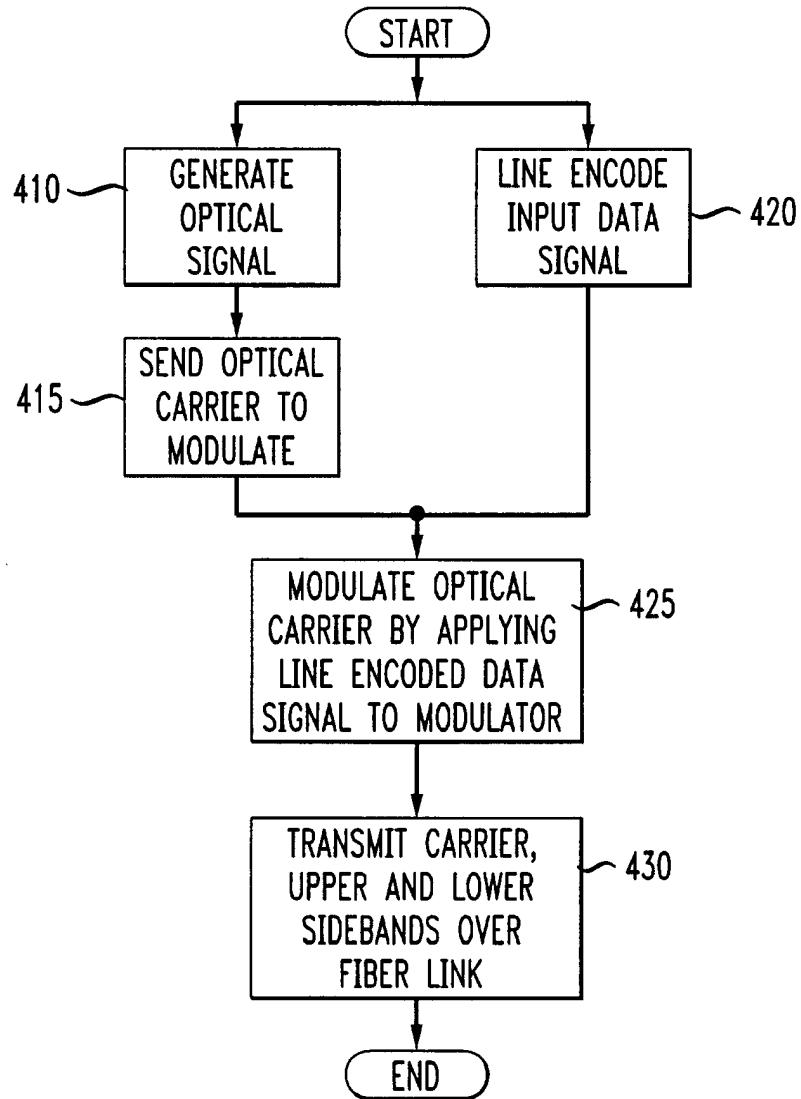 START
410
GENERATE
OPTICAL
SIGNAL
LINE ENCODE
INPUT DATA
SIGNAL
420
415
SEND OPTICAL
CARRIER TO
MODULATE
MODULATE OPTICAL
CARRIER BY APPLYING
LINE ENCODED DATA
SIGNAL TO MODULATOR
425
TRANSMIT CARRIER,
UPPER AND LOWER
SIDEBANDS OVER
FIBER LINK
430
END